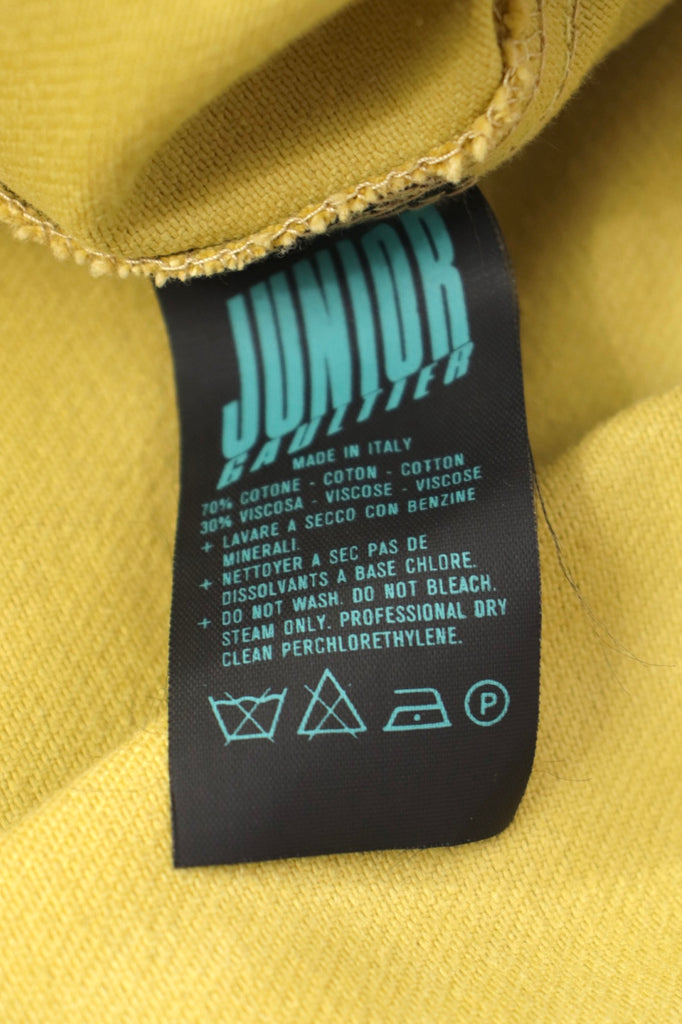 JUNIOR
GAULTIER
MADE IN ITALY
70% COTONE - COTON - COTTON
30% VISCOSA - VISCOSE - VISCOSE
+ LAVARE A SECCO CON BENZINE
MINERALI.
+ NETTOYER A SEC PAS DE
DISSOLVANTS A BASE CHLORE.
+ DO NOT WASH. DO NOT BLEACH.
STEAM ONLY. PROFESSIONAL DRY
CLEAN PERCHLORETHYLENE.
P